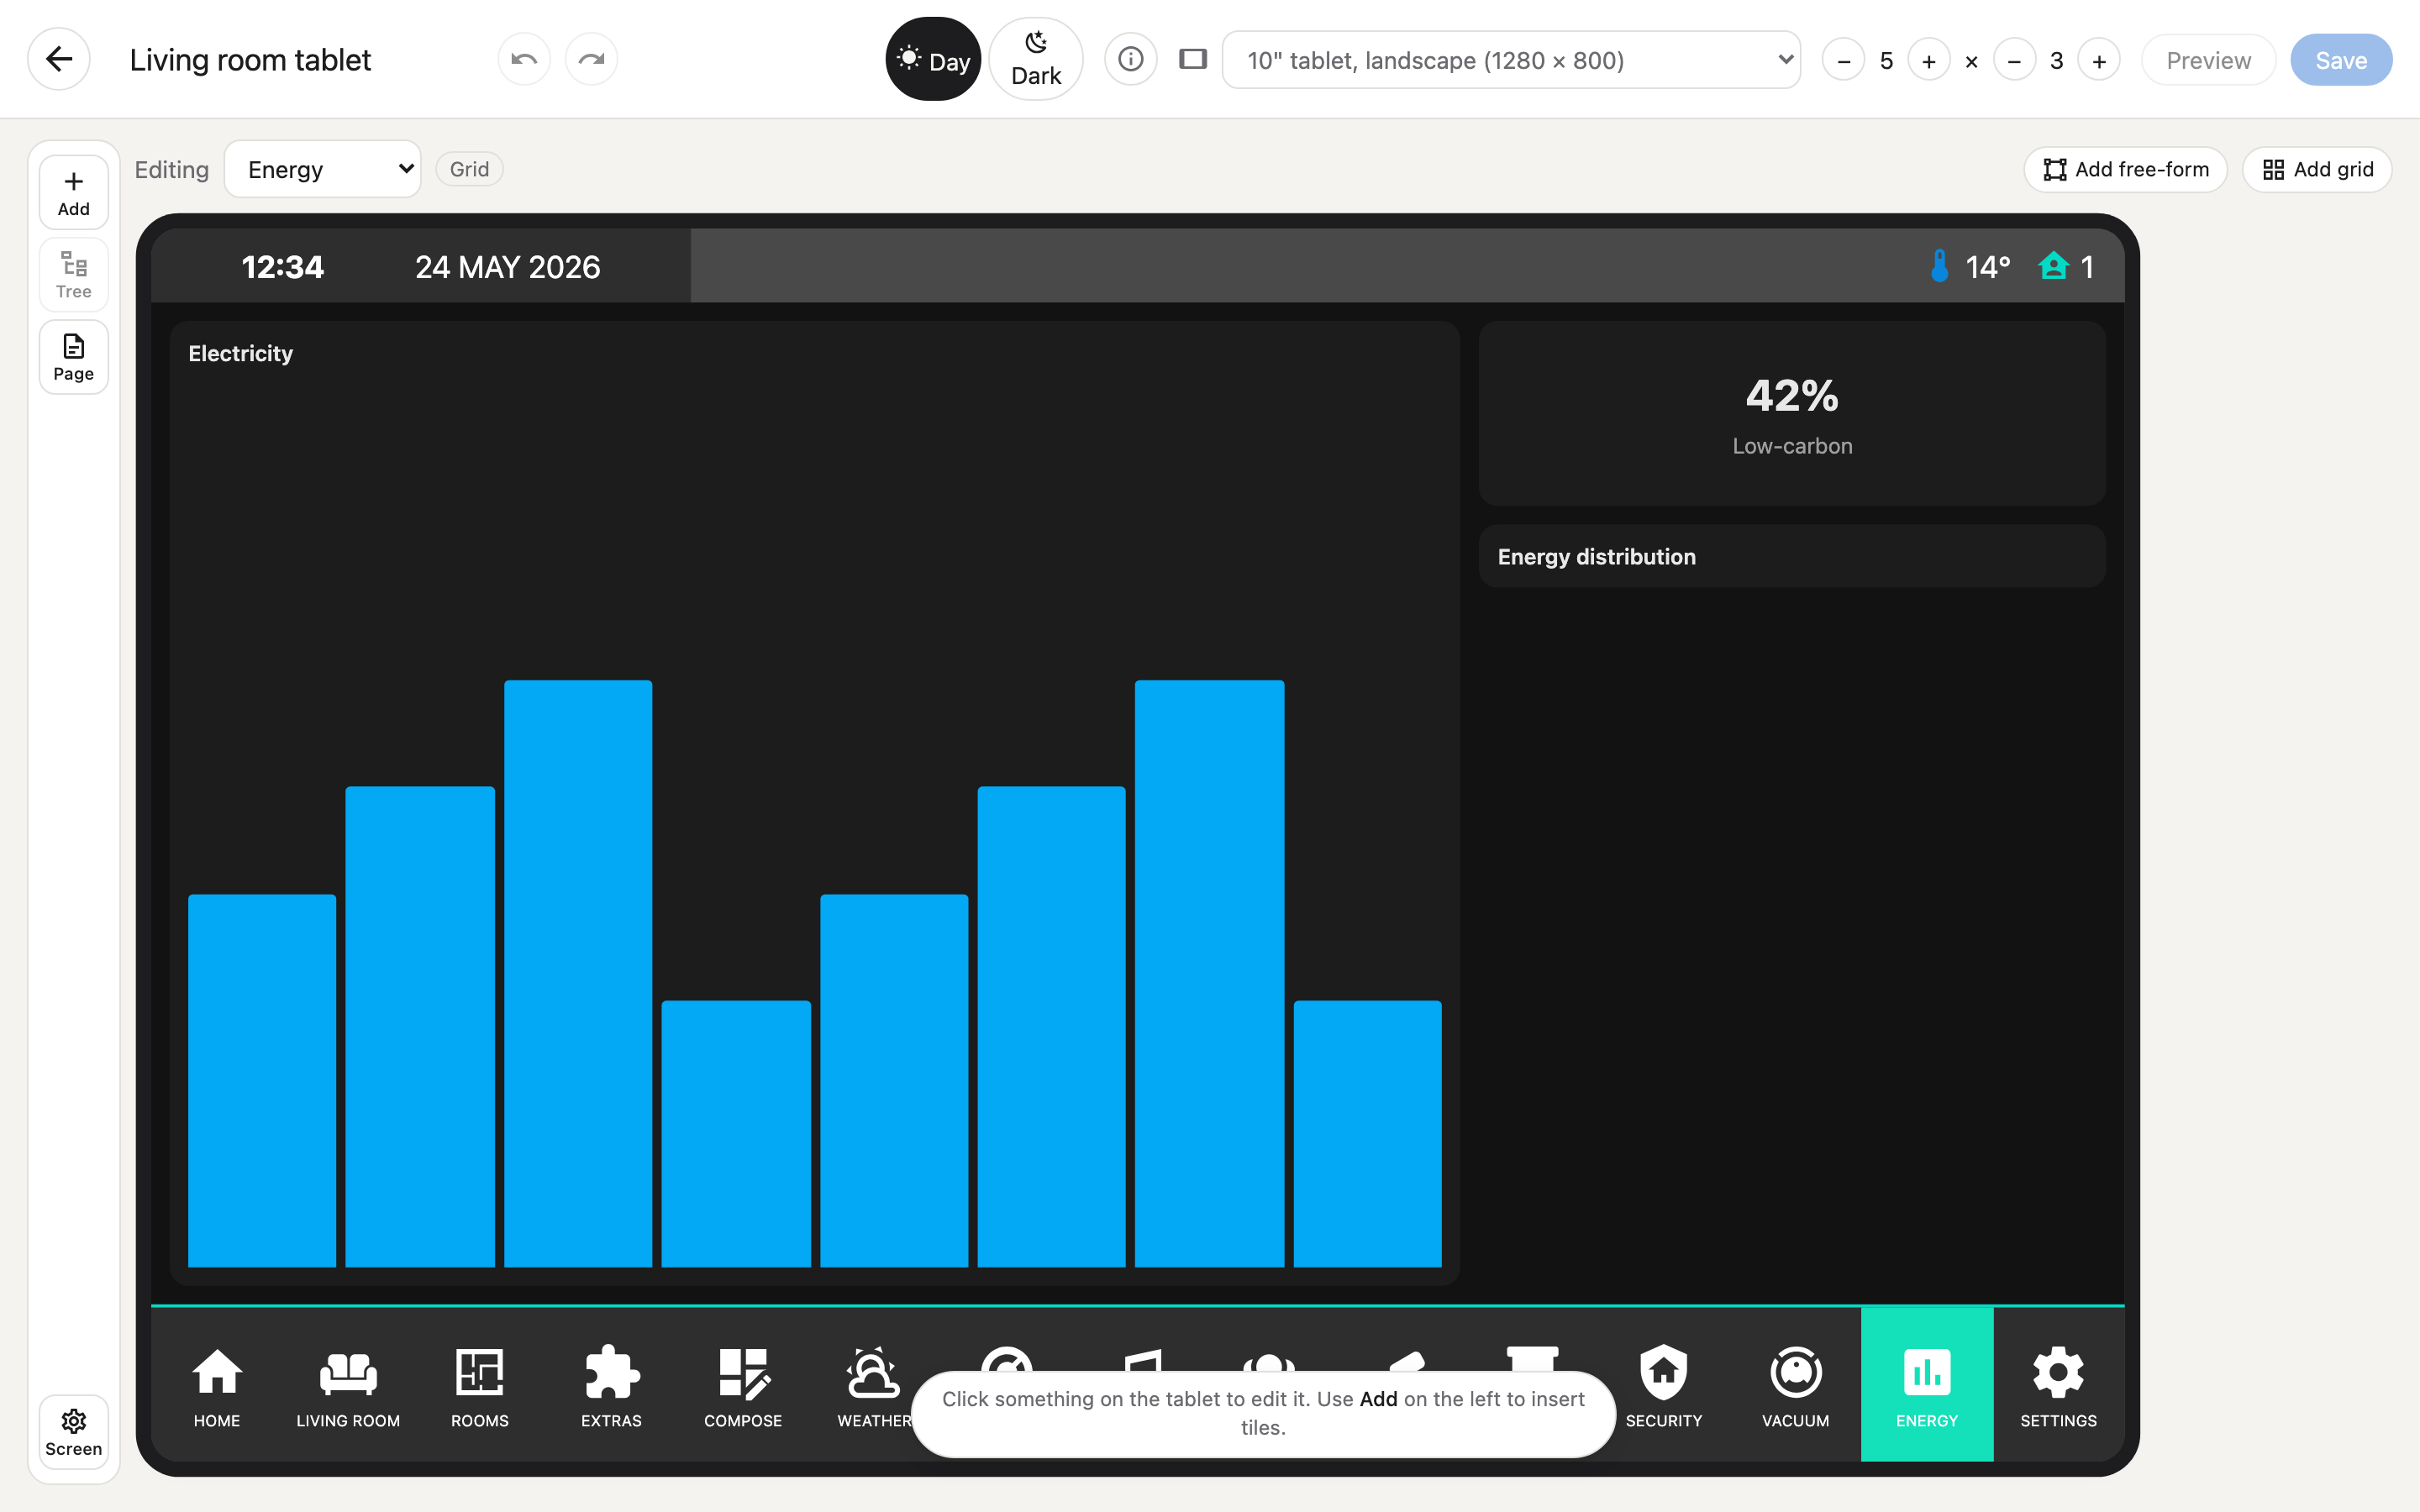 Living room tablet
Day
Dark
10" tablet, landscape (1280 × 800)
− 5 + × − 3 +
Preview
Save
Add
Tree
Page
Screen
Editing
Energy
Grid
Add free-form
Add grid
12:34
24 MAY 2026
14°
1
Electricity
42%
Low-carbon
Energy distribution
HOME
LIVING ROOM
ROOMS
EXTRAS
COMPOSE
WEATHER
Click something on the tablet to edit it. Use Add on the left to insert
tiles.
SECURITY
VACUUM
ENERGY
SETTINGS